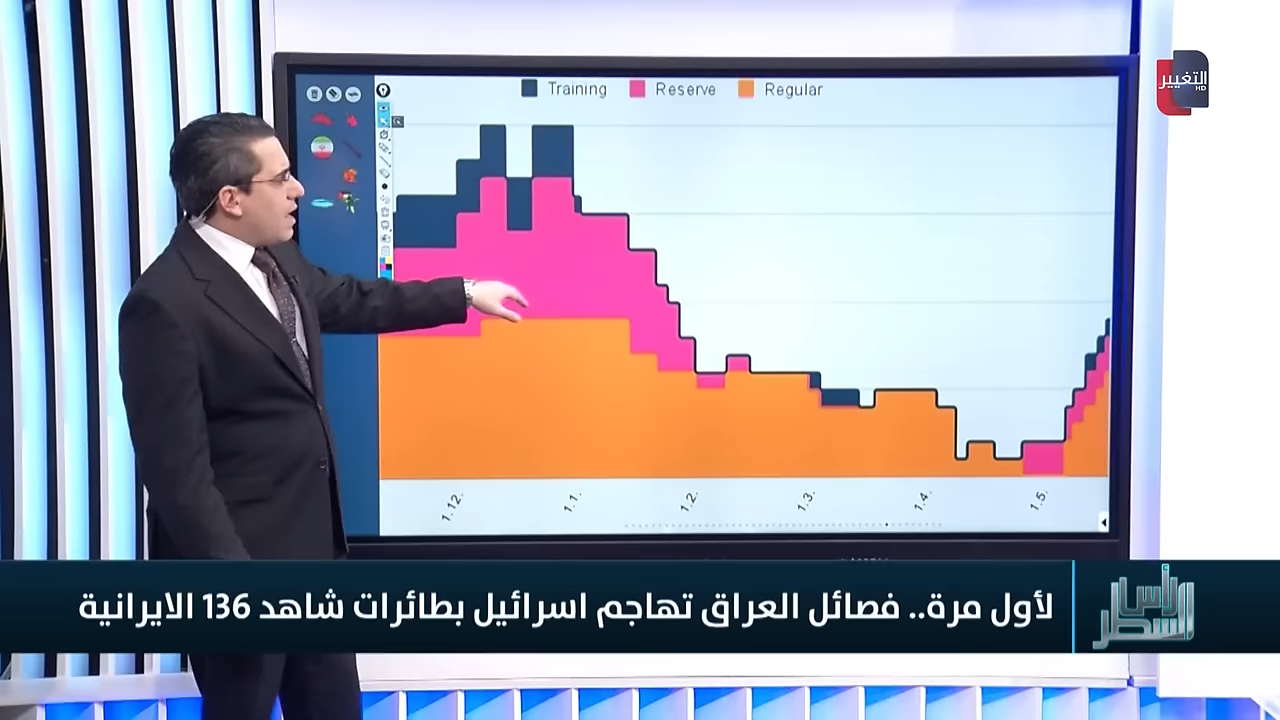 Training Reserve Regular
التغيير
HD
1.12. 1.1. 1.2. 1.3. 1.4. 1.5.
لأول مرة.. فصائل العراق تهاجم اسرائيل بطائرات شاهد 136 الايرانية
رأس
السطر